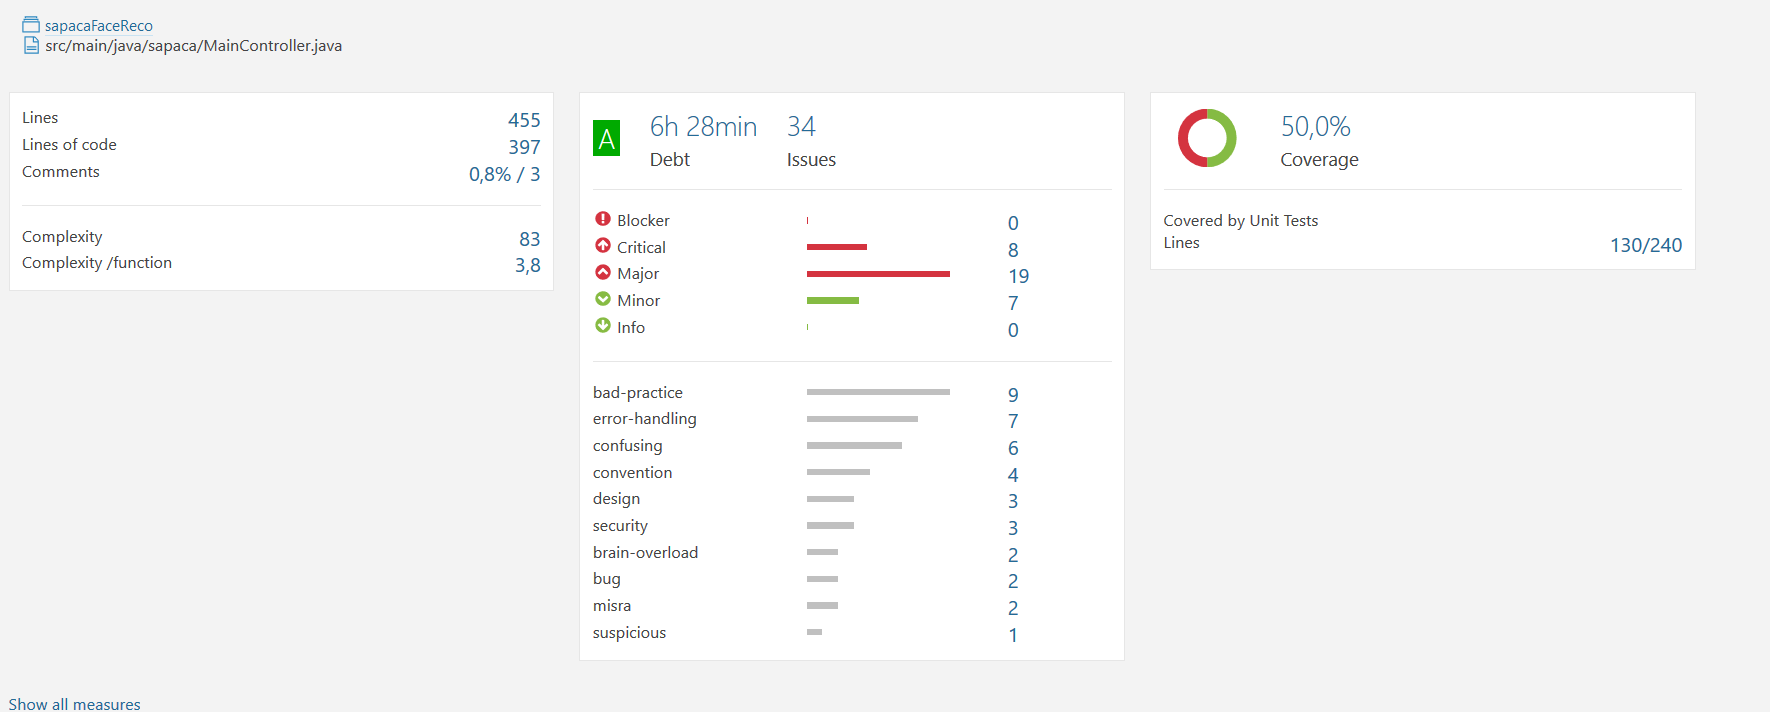 sapacaFaceReco
src/main/java/sapaca/MainController.java
Lines 455
Lines of code 397
Comments 0,8% / 3
Complexity 83
Complexity /function 3,8
A 6h 28min 34
Debt Issues
Blocker 0
Critical 8
Major 19
Minor 7
Info 0
bad-practice 9
error-handling 7
confusing 6
convention 4
design 3
security 3
brain-overload 2
bug 2
misra 2
suspicious 1
50,0%
Coverage
Covered by Unit Tests
Lines 130/240
Show all measures